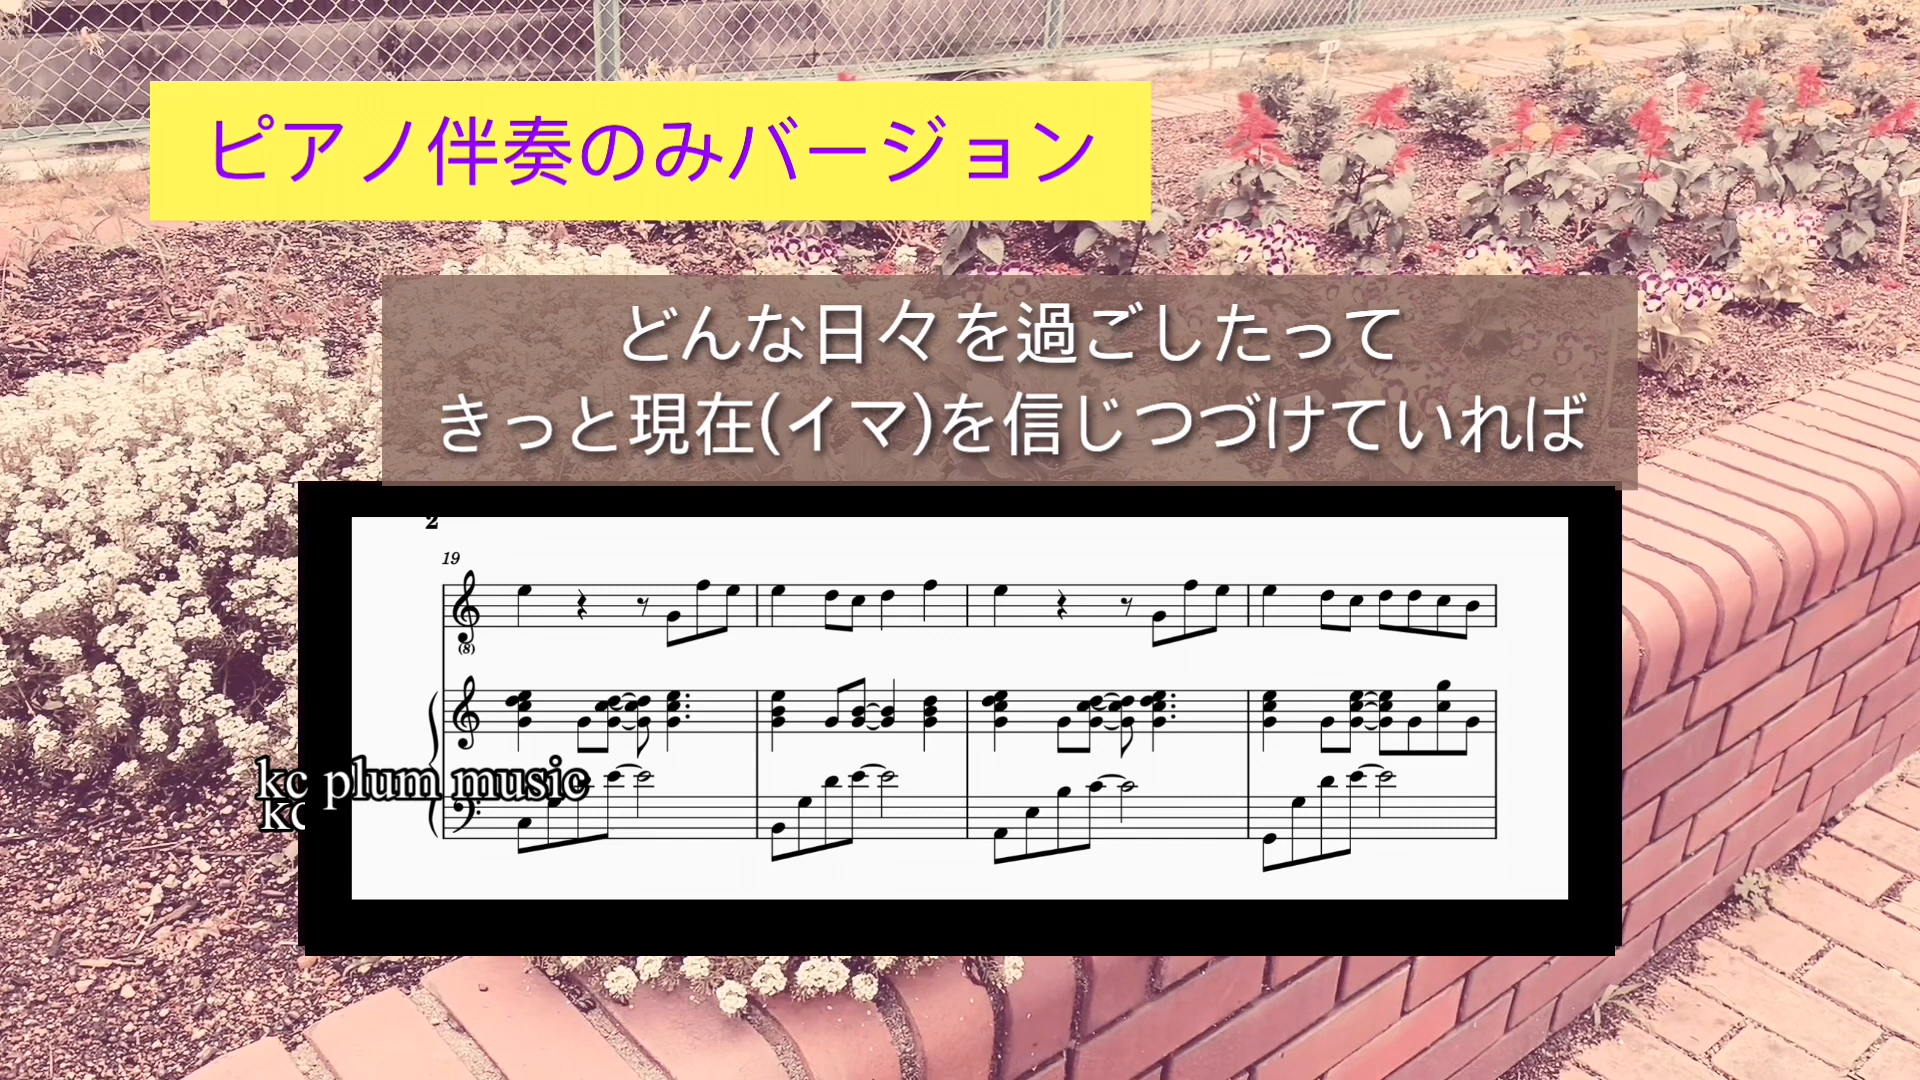 ピアノ伴奏のみバージョン
どんな日々を過ごしたって
きっと現在(イマ)を信じつづけていれば
2
19
(8)
plum music